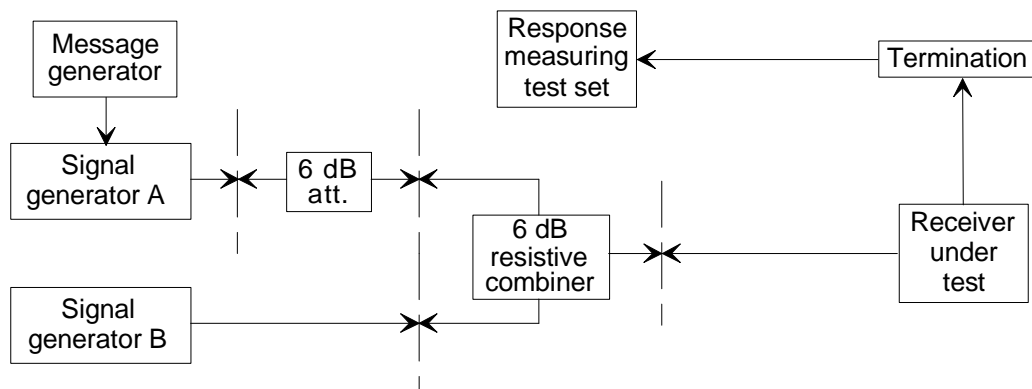 Message
generator
Response
measuring
test set
Termination
Signal
generator A
6 dB
att.
6 dB
resistive
combiner
Receiver
under
test
Signal
generator B